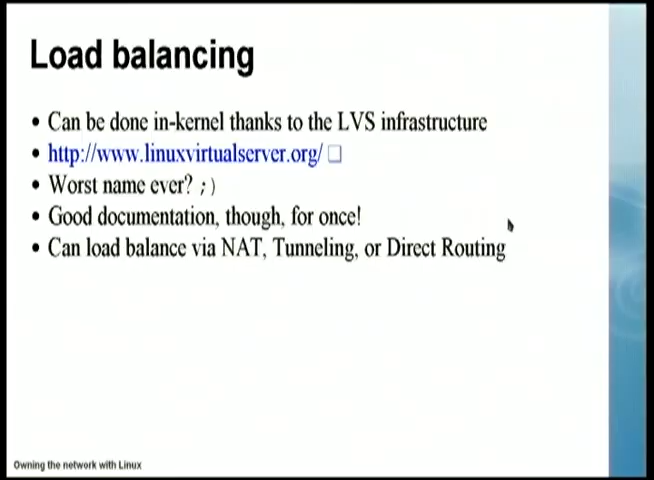 Load balancing
• Can be done in-kernel thanks to the LVS infrastructure
• http://www.linuxvirtualserver.org/
• Worst name ever? ;)
• Good documentation, though, for once!
• Can load balance via NAT, Tunneling, or Direct Routing
Owning the network with Linux